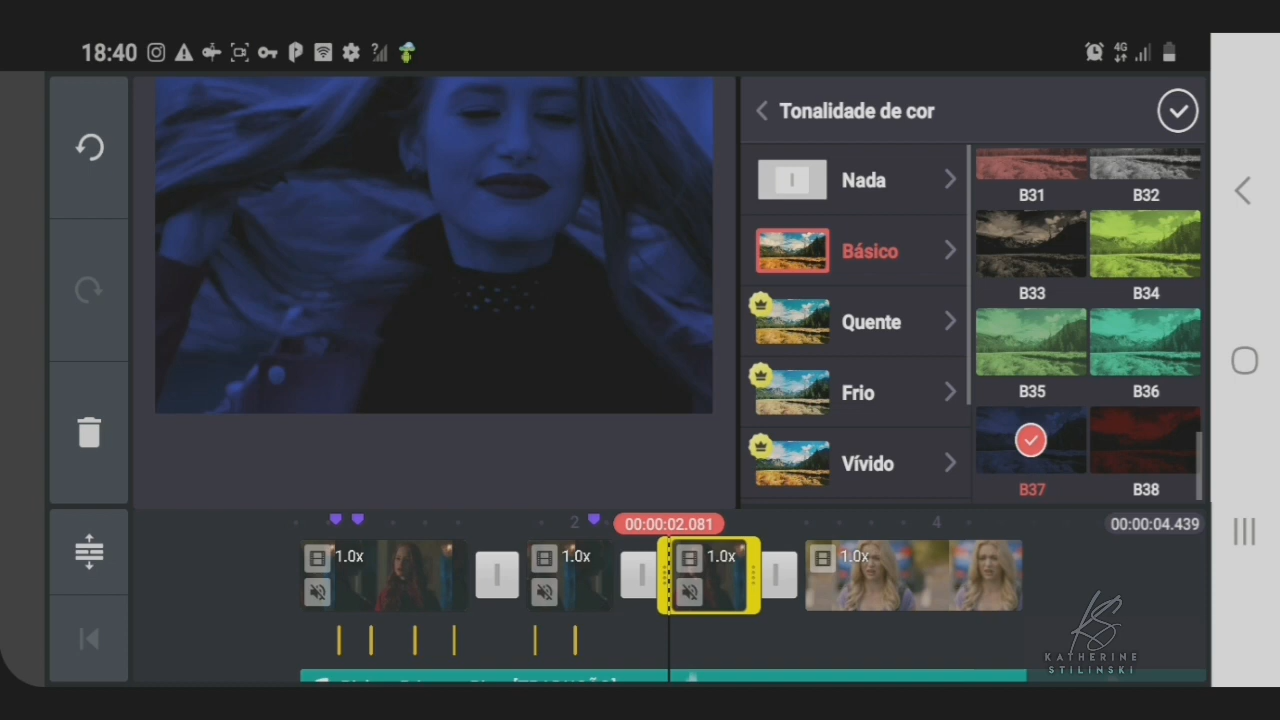 18:40
4G
Tonalidade de cor
Nada
Básico
Quente
Frio
Vívido
B31
B32
B33
B34
B35
B36
B37
B38
2
00:00:02.081
4
00:00:04.439
1.0x
1.0x
1.0x
1.0x
KS
KATHERINE
STILINSKI